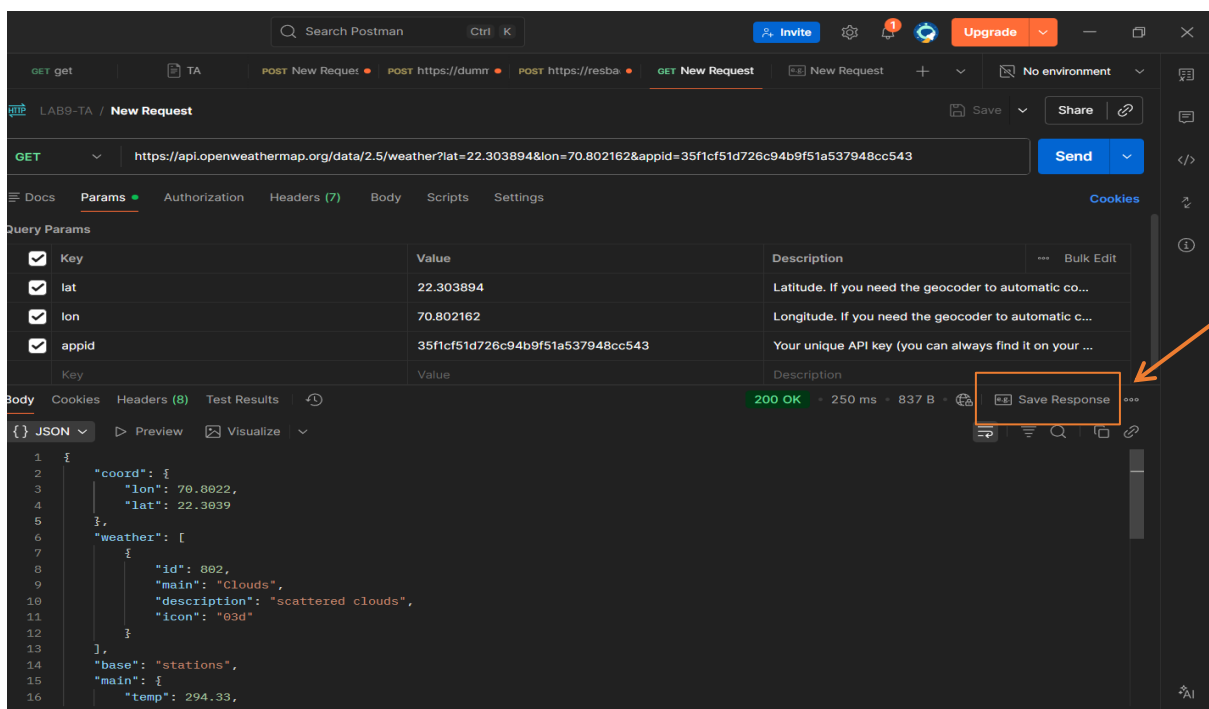 Search Postman Ctrl K Invite 1 Upgrade
GET get TA POST New Reques POST https://dumm POST https://resba GET New Request e.g. New Request No environment
HTTP LAB9-TA / New Request Save Share
GET https://api.openweathermap.org/data/2.5/weather?lat=22.303894&lon=70.802162&appid=35f1cf51d726c94b9f51a537948cc543 Send
Docs Params Authorization Headers (7) Body Scripts Settings Cookies
Query Params
Key Value Description Bulk Edit
lat 22.303894 Latitude. If you need the geocoder to automatic co...
lon 70.802162 Longitude. If you need the geocoder to automatic c...
appid 35f1cf51d726c94b9f51a537948cc543 Your unique API key (you can always find it on your ...
Key Value Description
Body Cookies Headers (8) Test Results 200 OK 250 ms 837 B e.g. Save Response
{} JSON Preview Visualize
1 {
2 "coord": {
3 "lon": 70.8022,
4 "lat": 22.3039
5 },
6 "weather": [
7 {
8 "id": 802,
9 "main": "Clouds",
10 "description": "scattered clouds",
11 "icon": "03d"
12 }
13 ],
14 "base": "stations",
15 "main": {
16 "temp": 294.33,
AI